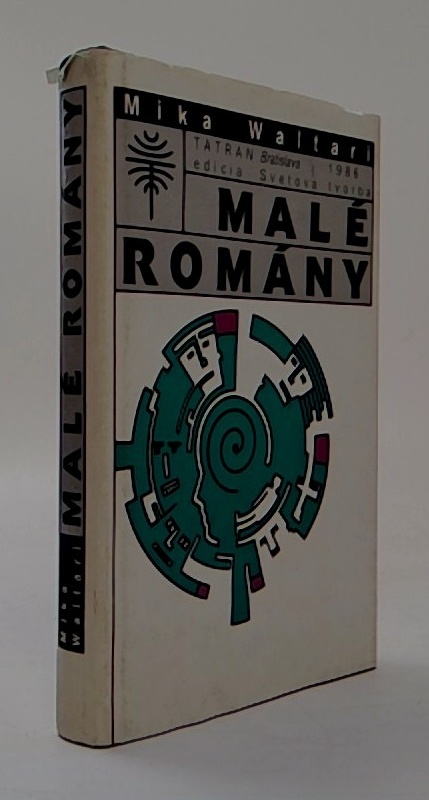 Mika Waltari
TATRAN Bratislava | 1986
edícia Svetová tvorba
MALÉ
ROMÁNY
Mika
Waltari
MALÉ ROMÁNY